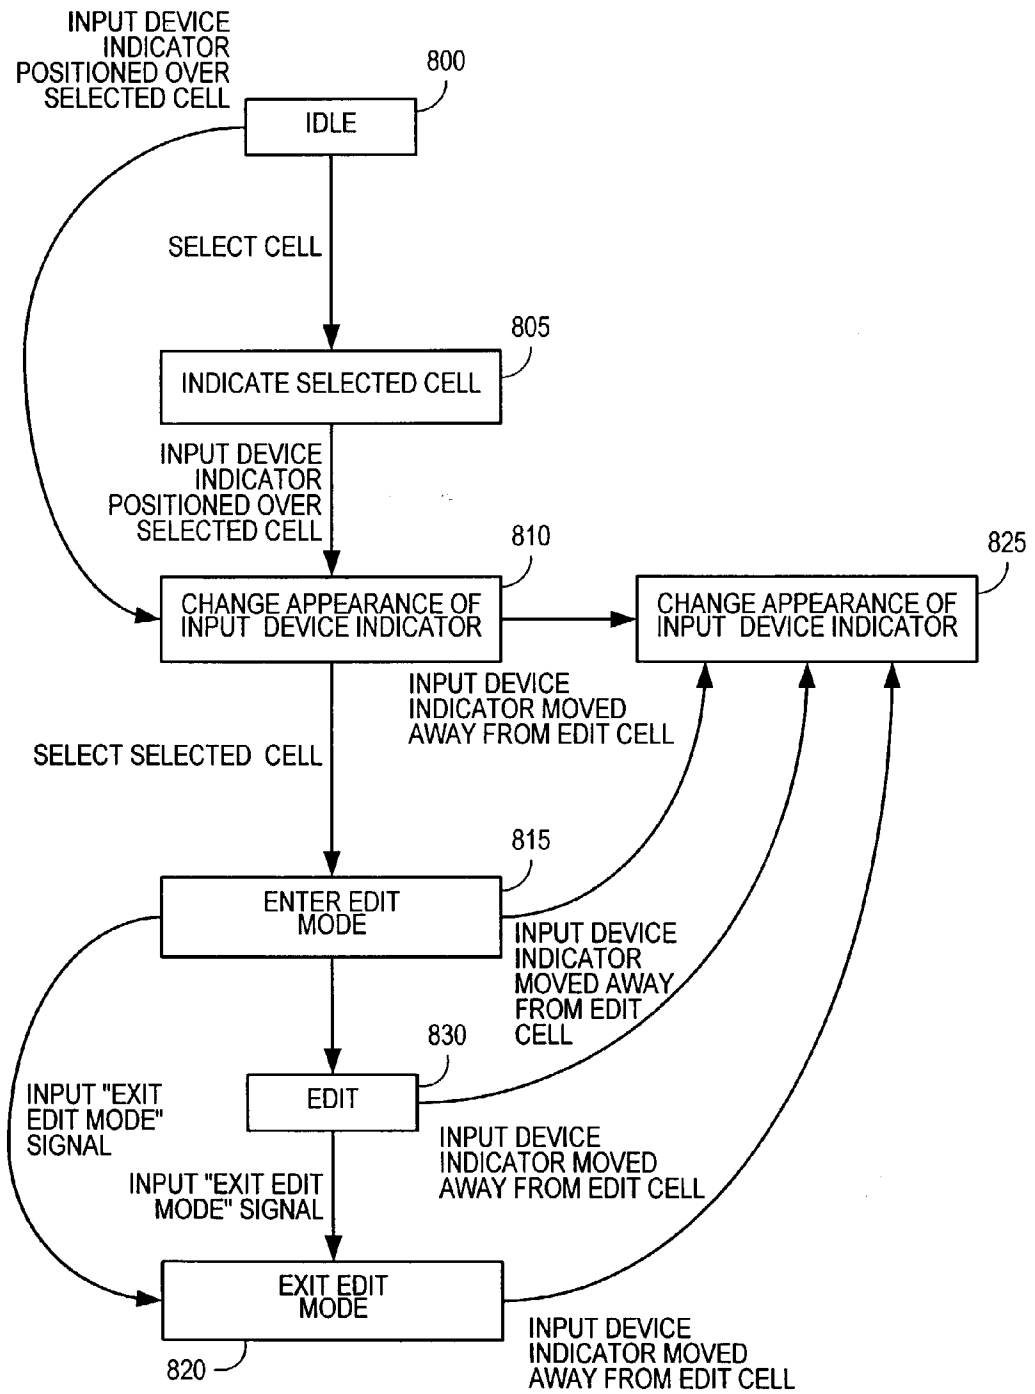 INPUT DEVICE
INDICATOR
POSITIONED OVER
SELECTED CELL
800
IDLE
SELECT CELL
805
INDICATE SELECTED CELL
INPUT DEVICE
INDICATOR
POSITIONED OVER
SELECTED CELL
810
825
CHANGE APPEARANCE OF
INPUT DEVICE INDICATOR
CHANGE APPEARANCE OF
INPUT DEVICE INDICATOR
INPUT DEVICE
INDICATOR MOVED
AWAY FROM EDIT CELL
SELECT SELECTED CELL
815
ENTER EDIT
MODE
INPUT DEVICE
INDICATOR
MOVED AWAY
FROM EDIT
CELL
830
EDIT
INPUT "EXIT
EDIT MODE"
SIGNAL
INPUT DEVICE
INDICATOR MOVED
AWAY FROM EDIT CELL
INPUT "EXIT EDIT
MODE" SIGNAL
EXIT EDIT
MODE
820
INPUT DEVICE
INDICATOR MOVED
AWAY FROM EDIT CELL